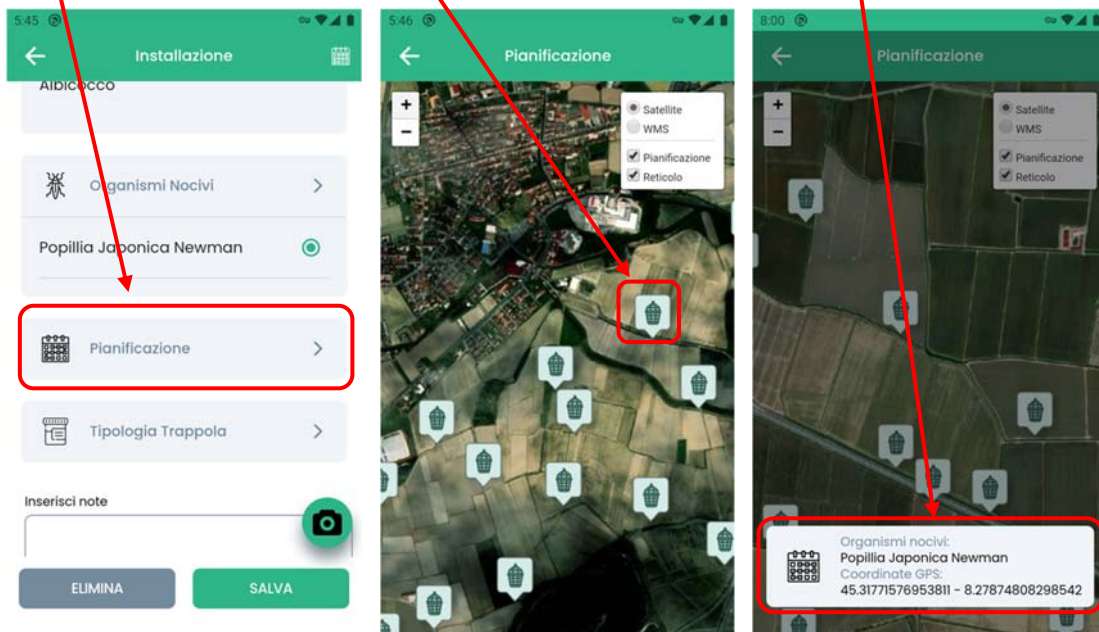 5:45
Installazione
Albicocco
Organismi Nocivi
Popillia Japonica Newman
Pianificazione
Tipologia Trappola
Inserisci note
ELIMINA
SALVA
5:46
Pianificazione
+
-
Satellite
WMS
Pianificazione
Reticolo
8:00
Pianificazione
+
-
Satellite
WMS
Pianificazione
Reticolo
Organismi nocivi:
Popillia Japonica Newman
Coordinate GPS:
45.31771576953811 - 8.27874808298542